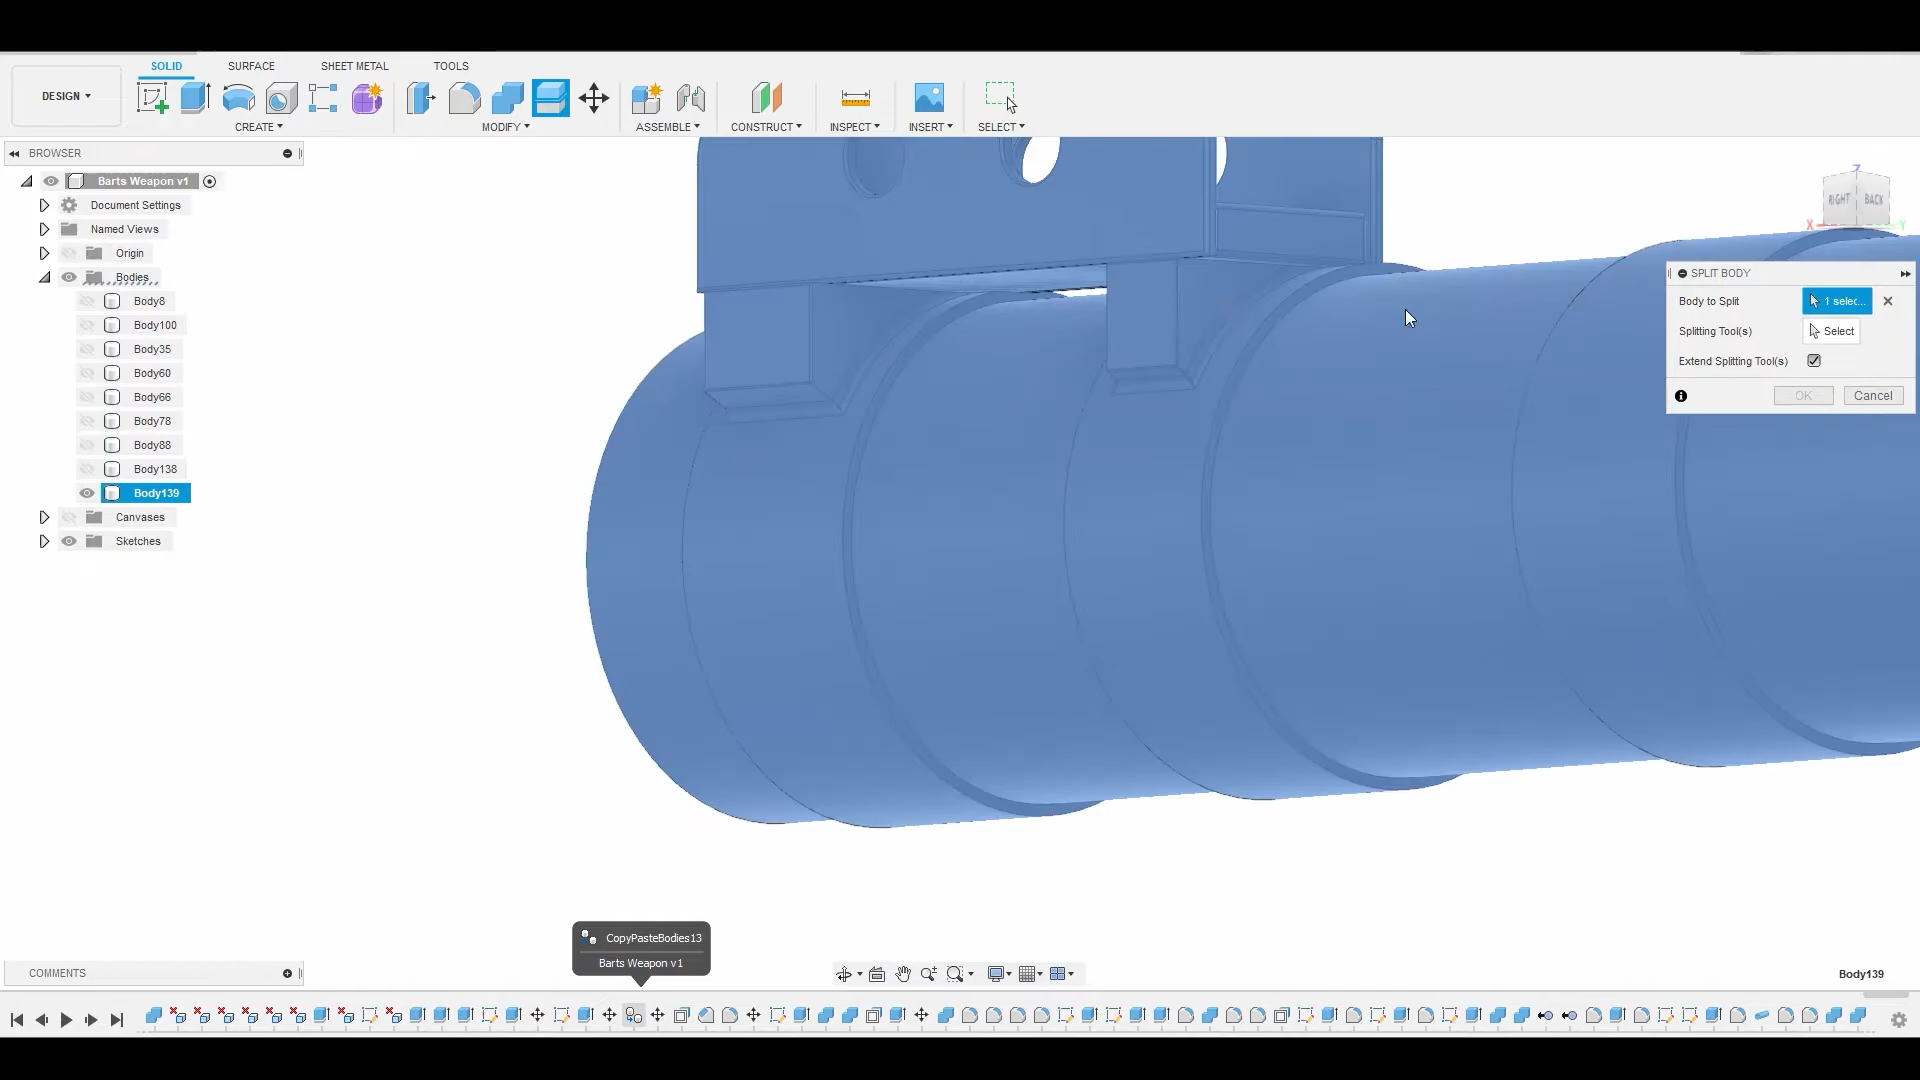 SOLID
SURFACE
SHEET METAL
TOOLS
DESIGN
CREATE
MODIFY
ASSEMBLE
CONSTRUCT
INSPECT
INSERT
SELECT
BROWSER
Barts Weapon v1
Document Settings
Named Views
Origin
Bodies
Body8
Body100
Body35
Body60
Body66
Body78
Body88
Body138
Body139
Canvases
Sketches
Z
RIGHT
BACK
X
Y
SPLIT BODY
Body to Split
1 selec...
Splitting Tool(s)
Select
Extend Splitting Tool(s)
OK
Cancel
CopyPasteBodies13
Barts Weapon v1
COMMENTS
Body139